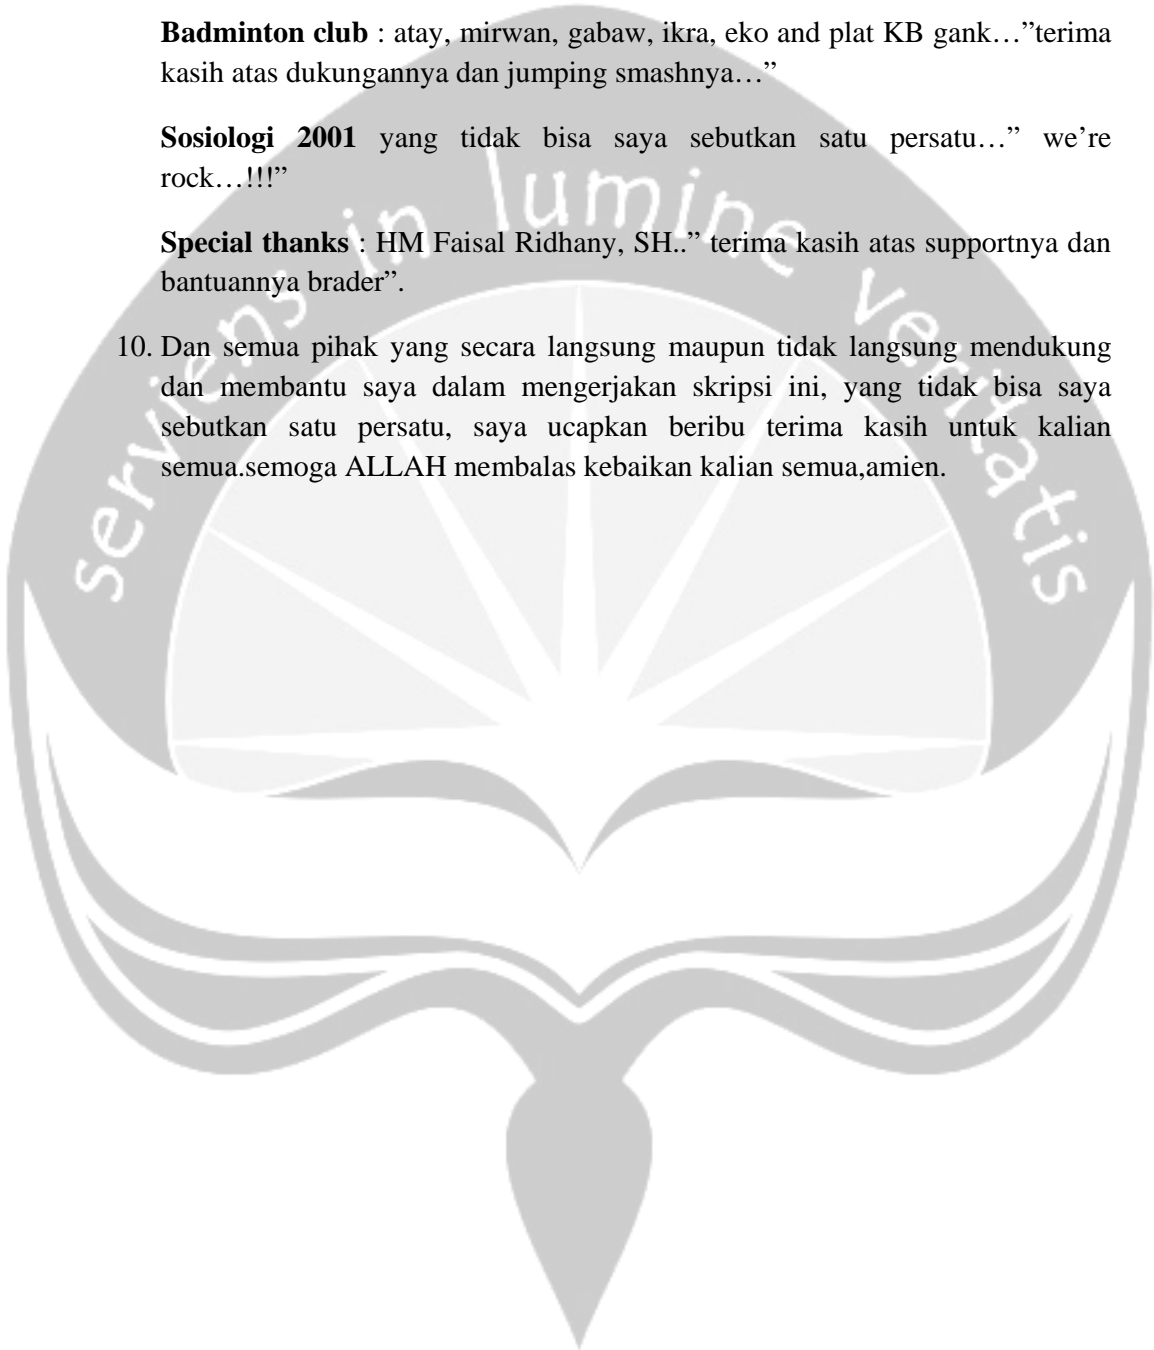 Badminton club : atay, mirwan, gabaw, ikra, eko and plat KB gank…”terima
kasih atas dukungannya dan jumping smashnya…”
Sosiologi 2001 yang tidak bisa saya sebutkan satu persatu…” we’re
rock…!!!”
Special thanks : HM Faisal Ridhany, SH..” terima kasih atas supportnya dan
bantuannya brader”.
10. Dan semua pihak yang secara langsung maupun tidak langsung mendukung
dan membantu saya dalam mengerjakan skripsi ini, yang tidak bisa saya
sebutkan satu persatu, saya ucapkan beribu terima kasih untuk kalian
semua.semoga ALLAH membalas kebaikan kalian semua,amien.
serviens in lumine veritatis